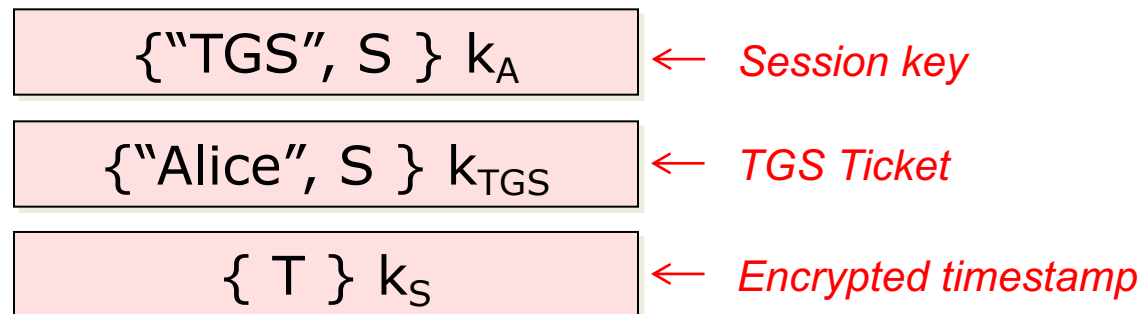 {“TGS”, S } kA ← Session key
{“Alice”, S } kTGS ← TGS Ticket
{ T } kS ← Encrypted timestamp